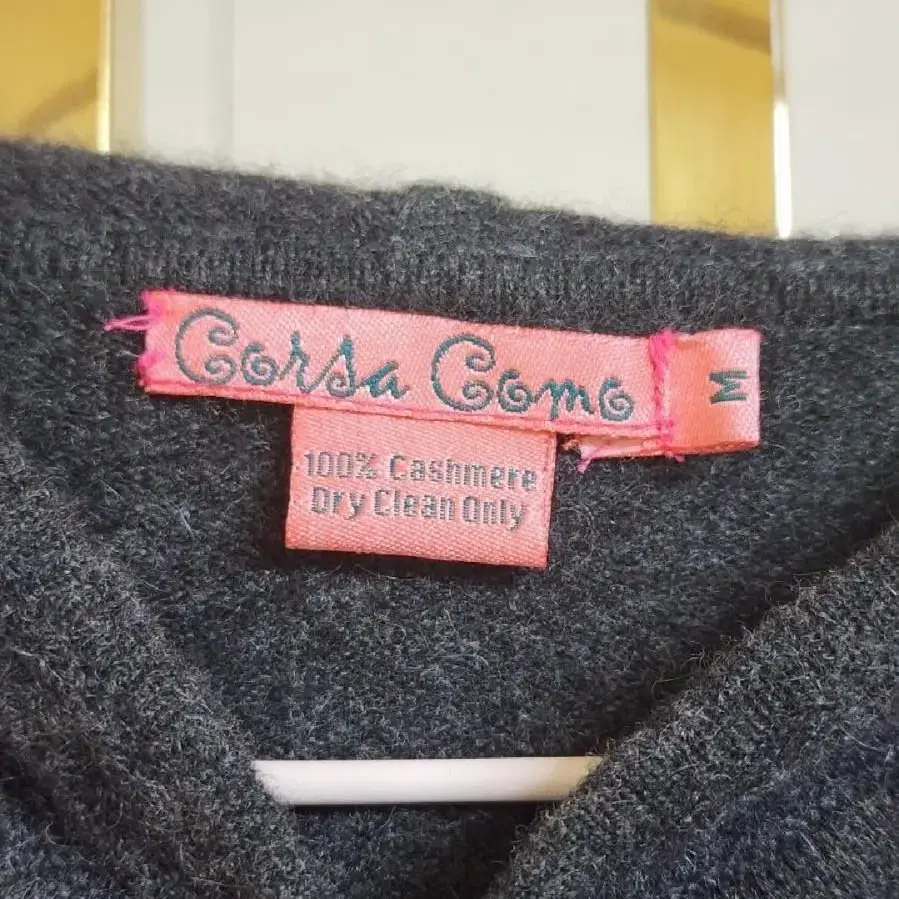 Corsa Como
M
100% Cashmere
Dry Clean Only